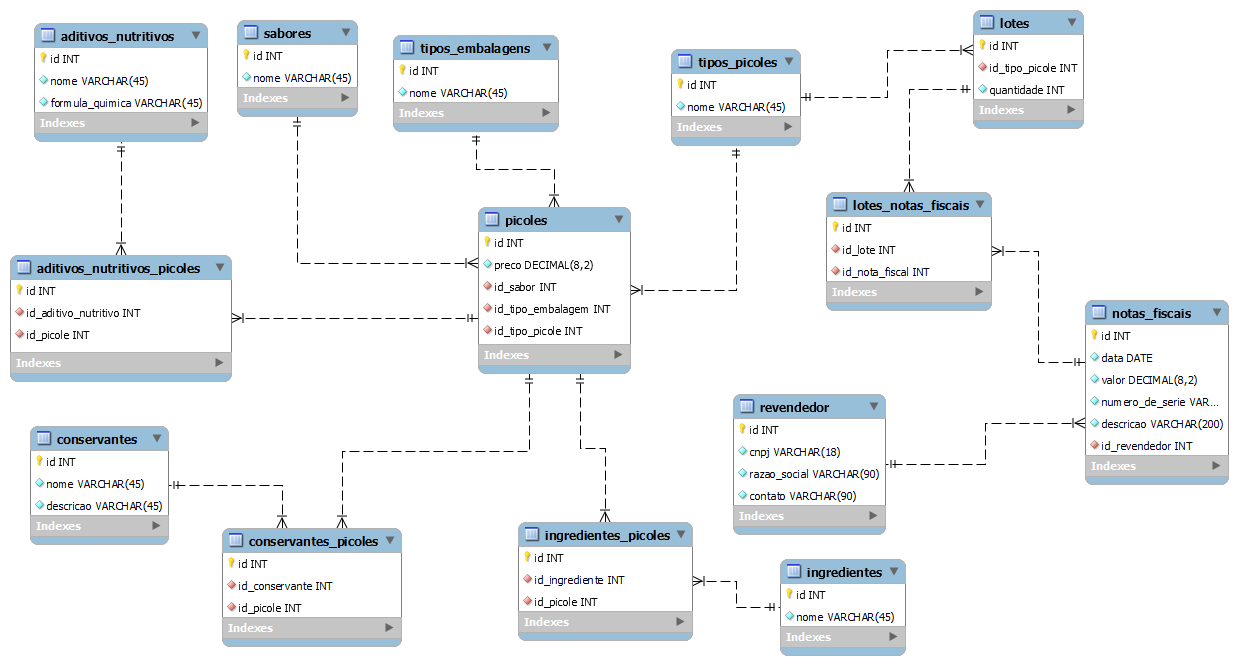 aditivos_nutritivos
id INT
nome VARCHAR(45)
formula_quimica VARCHAR(45)
Indexes
sabores
id INT
nome VARCHAR(45)
Indexes
tipos_embalagens
id INT
nome VARCHAR(45)
Indexes
tipos_picoles
id INT
nome VARCHAR(45)
Indexes
lotes
id INT
id_tipo_picole INT
quantidade INT
Indexes
lotes_notas_fiscais
id INT
id_lote INT
id_nota_fiscal INT
Indexes
picoles
id INT
preco DECIMAL(8,2)
id_sabor INT
id_tipo_embalagem INT
id_tipo_picole INT
Indexes
aditivos_nutritivos_picoles
id INT
id_aditivo_nutritivo INT
id_picole INT
Indexes
notas_fiscais
id INT
data DATE
valor DECIMAL(8,2)
numero_de_serie VAR...
descricao VARCHAR(200)
id_revendedor INT
Indexes
revendedor
id INT
cnpj VARCHAR(18)
razao_social VARCHAR(90)
contato VARCHAR(90)
Indexes
conservantes
id INT
nome VARCHAR(45)
descricao VARCHAR(45)
Indexes
conservantes_picoles
id INT
id_conservante INT
id_picole INT
Indexes
ingredientes_picoles
id INT
id_ingrediente INT
id_picole INT
Indexes
ingredientes
id INT
nome VARCHAR(45)
Indexes